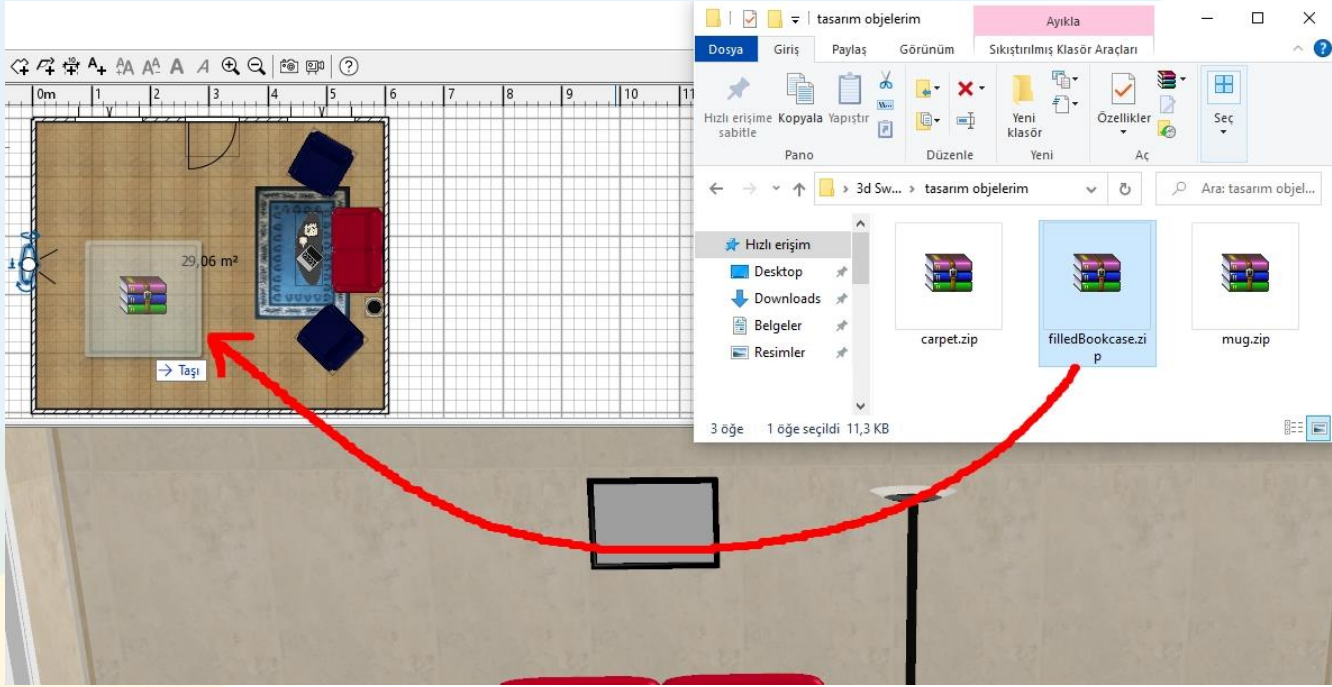 tasarım objelerim
Ayıkla
Dosya
Giriş
Paylaş
Görünüm
Sıkıştırılmış Klasör Araçları
Hızlı erişime
sabitle
Kopyala
Yapıştır
Yeni
klasör
Özellikler
Seç
Pano
Düzenle
Yeni
Aç
3d Sw... > tasarım objelerim
Ara: tasarım objel...
Hızlı erişim
Desktop
Downloads
Belgeler
Resimler
carpet.zip
filledBookcase.zi
p
mug.zip
3 öğe 1 öğe seçildi 11,3 KB
0m 1 2 3 4 5 6 7 8 9 10 11
29,06 m²
→ Taşı